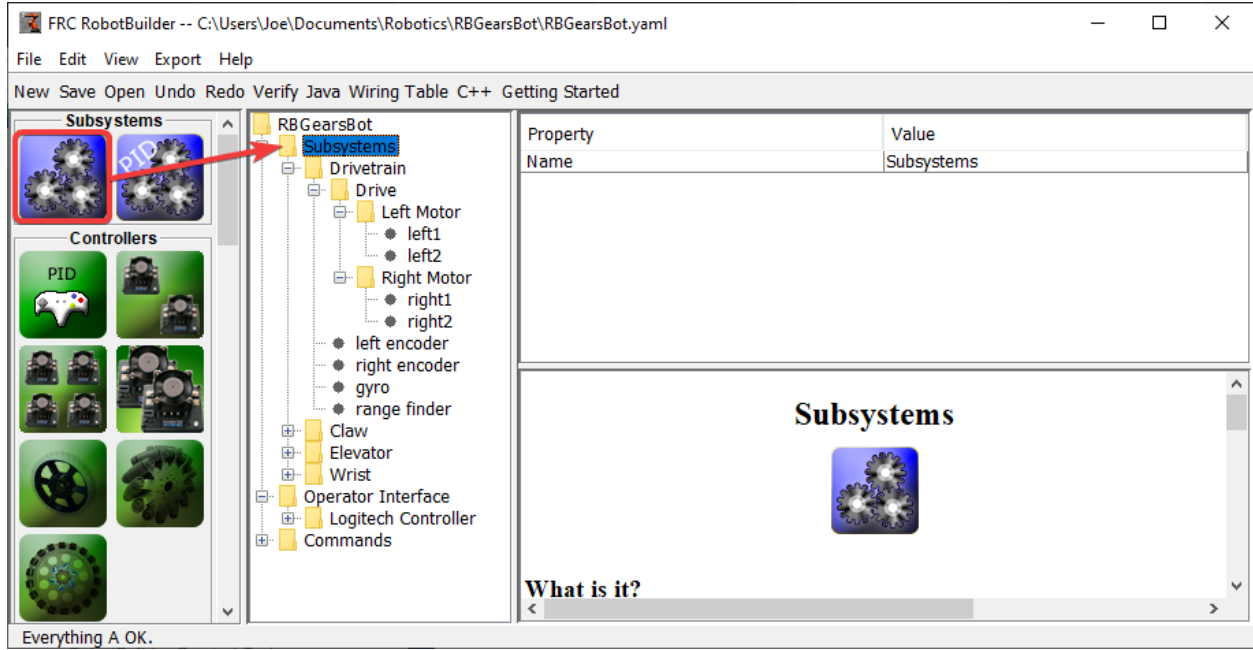 FRC RobotBuilder -- C:\Users\Joe\Documents\Robotics\RBGearsBot\RBGearsBot.yaml
File Edit View Export Help
New Save Open Undo Redo Verify Java Wiring Table C++ Getting Started
Subsystems
PID
Controllers
PID
RBGearsBot
Subsystems
Drivetrain
Drive
Left Motor
left1
left2
Right Motor
right1
right2
left encoder
right encoder
gyro
range finder
Claw
Elevator
Wrist
Operator Interface
Logitech Controller
Commands
Property Value
Name Subsystems
Subsystems
What is it?
Everything A OK.